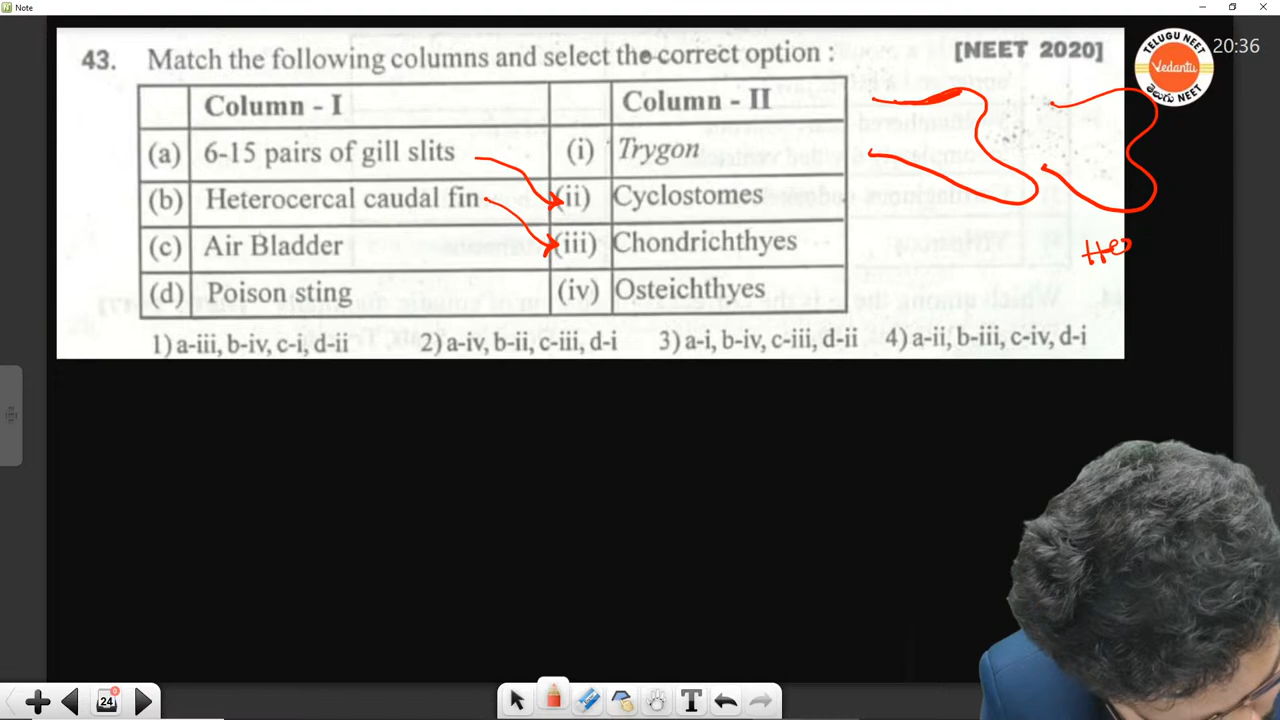 Note
43. Match the following columns and select the correct option : [NEET 2020]
TELUGU NEET
Vedantu
తెలుగు NEET
20:36
Column - I Column - II
(a) 6-15 pairs of gill slits (i) Trygon
(b) Heterocercal caudal fin (ii) Cyclostomes
(c) Air Bladder (iii) Chondrichthyes
(d) Poison sting (iv) Osteichthyes
1) a-iii, b-iv, c-i, d-ii 2) a-iv, b-ii, c-iii, d-i 3) a-i, b-iv, c-iii, d-ii 4) a-ii, b-iii, c-iv, d-i
24
T